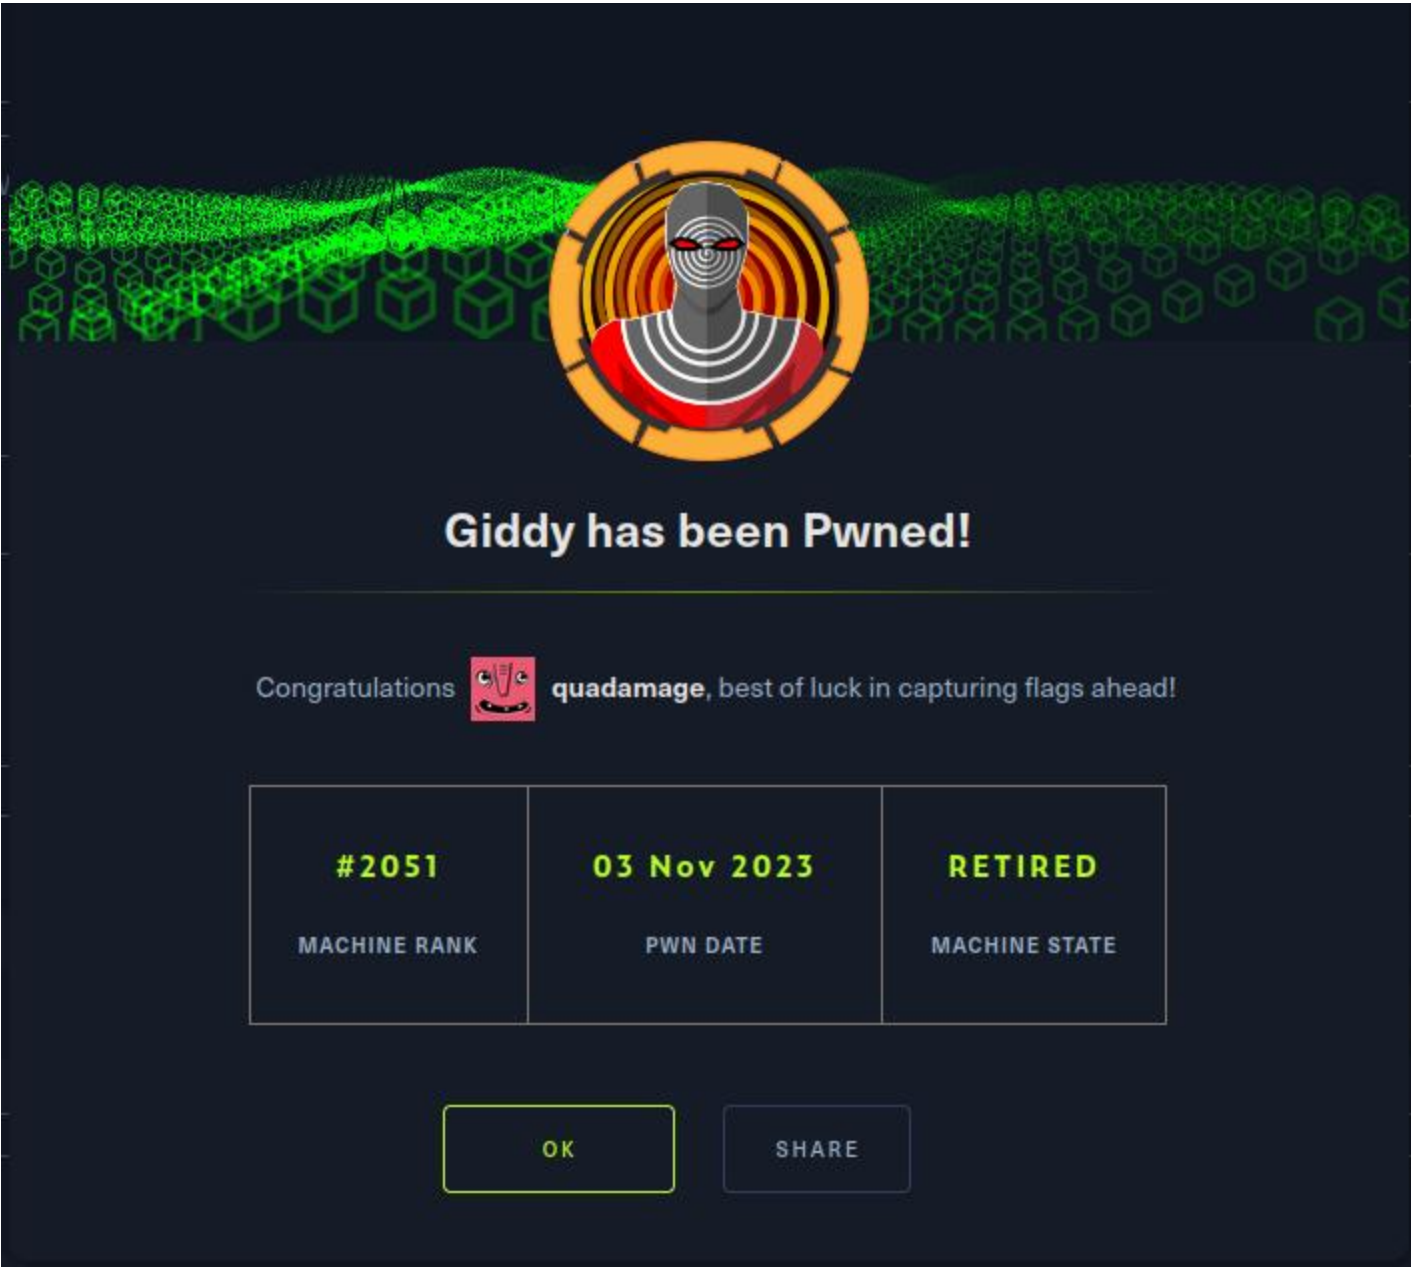 Giddy has been Pwned!
Congratulations quadamage, best of luck in capturing flags ahead!
#2051 03 Nov 2023 RETIRED
MACHINE RANK PWN DATE MACHINE STATE
OK SHARE